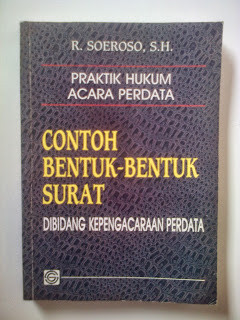 R. SOEROSO, S.H.
PRAKTIK HUKUM
ACARA PERDATA
CONTOH
BENTUK-BENTUK
SURAT
DIBIDANG KEPENGACARAAN PERDATA